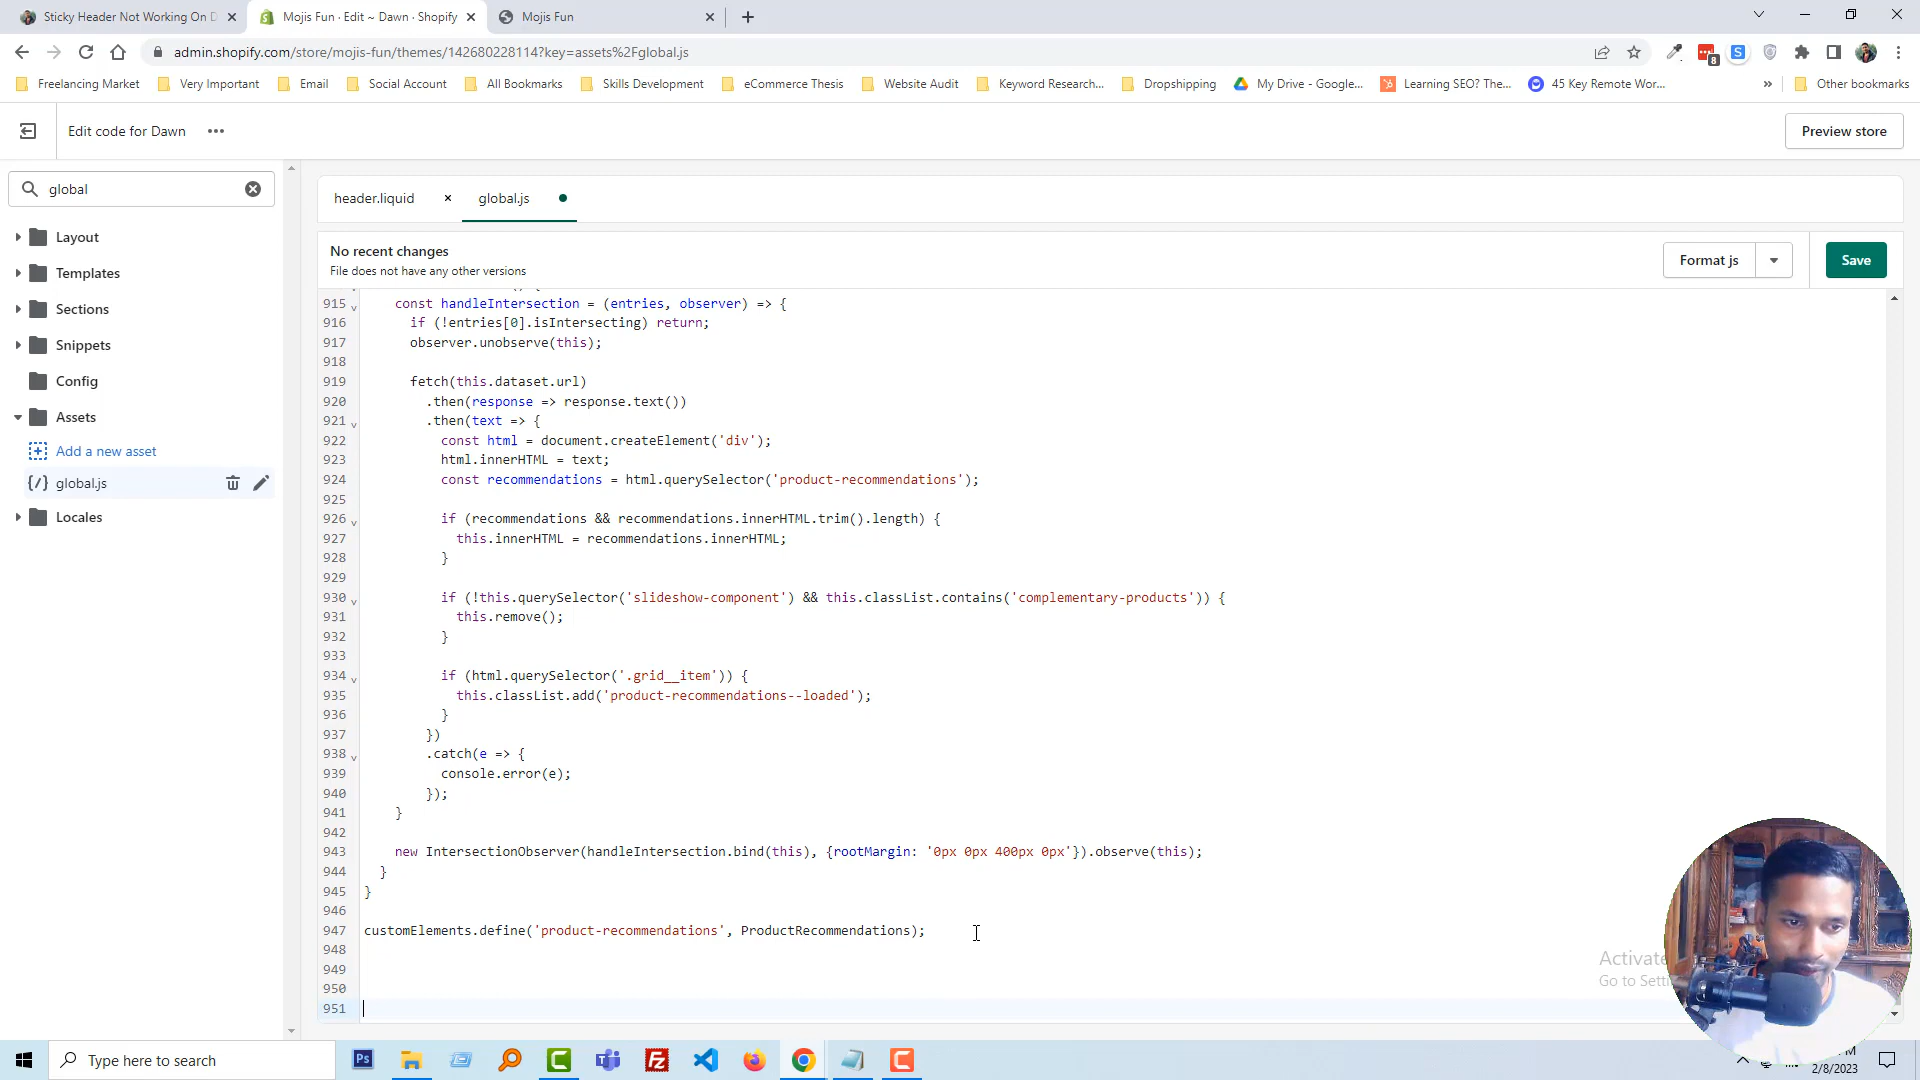 Sticky Header Not Working On D
Mojis Fun · Edit ~ Dawn · Shopify
Mojis Fun
admin.shopify.com/store/mojis-fun/themes/142680228114?key=assets%2Fglobal.js
8
S
Freelancing Market
Very Important
Email
Social Account
All Bookmarks
Skills Development
eCommerce Thesis
Website Audit
Keyword Research...
Dropshipping
My Drive - Google...
Learning SEO? The...
45 Key Remote Wor...
»
Other bookmarks
Edit code for Dawn
Preview store
global
Layout
Templates
Sections
Snippets
Config
Assets
Add a new asset
{/} global.js
Locales
header.liquid ×
global.js
No recent changes
File does not have any other versions
Format js
Save
915 const handleIntersection = (entries, observer) => {
916 if (!entries[0].isIntersecting) return;
917 observer.unobserve(this);
918
919 fetch(this.dataset.url)
920 .then(response => response.text())
921 .then(text => {
922 const html = document.createElement('div');
923 html.innerHTML = text;
924 const recommendations = html.querySelector('product-recommendations');
925
926 if (recommendations && recommendations.innerHTML.trim().length) {
927 this.innerHTML = recommendations.innerHTML;
928 }
929
930 if (!this.querySelector('slideshow-component') && this.classList.contains('complementary-products')) {
931 this.remove();
932 }
933
934 if (html.querySelector('.grid__item')) {
935 this.classList.add('product-recommendations--loaded');
936 }
937 })
938 .catch(e => {
939 console.error(e);
940 });
941 }
942
943 new IntersectionObserver(handleIntersection.bind(this), {rootMargin: '0px 0px 400px 0px'}).observe(this);
944 }
945 }
946
947 customElements.define('product-recommendations', ProductRecommendations);
948
949
950
951
Activate
Go to
Type here to search
Ps
Fz
2/8/2023